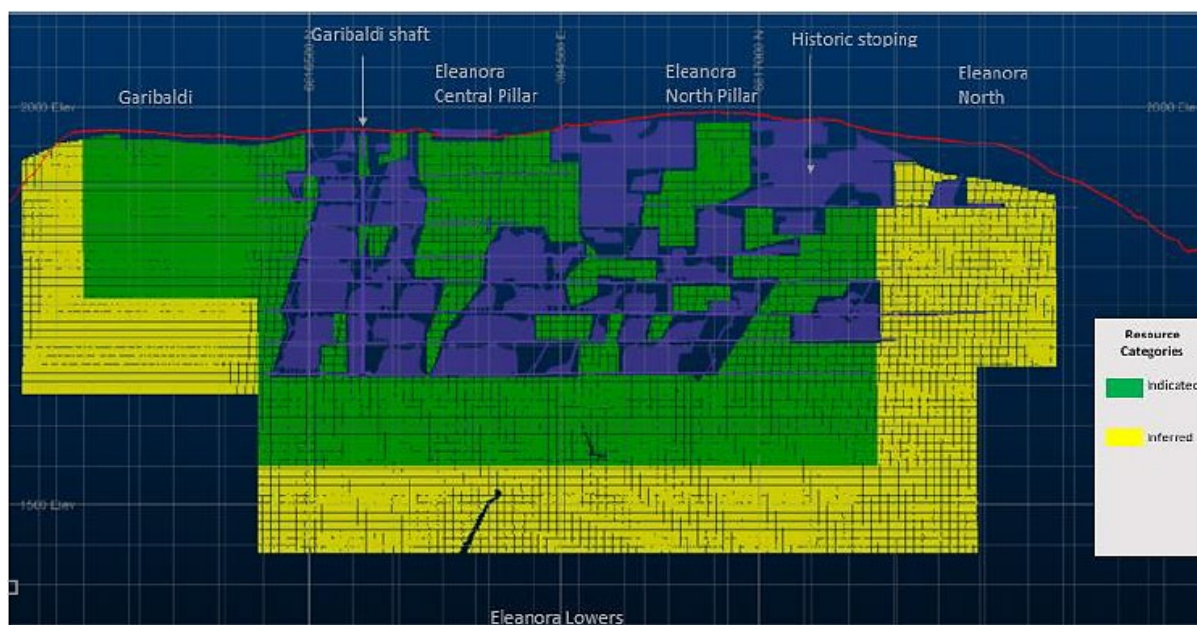 Garibaldi shaft
Historic stoping
Eleanora
Central Pillar
Eleanora
North Pillar
Eleanora
North
Garibaldi
2000 Elev
2000 Elev
Resource
Categories
Indicated
Inferred
1500 Elev
Eleanora Lowers